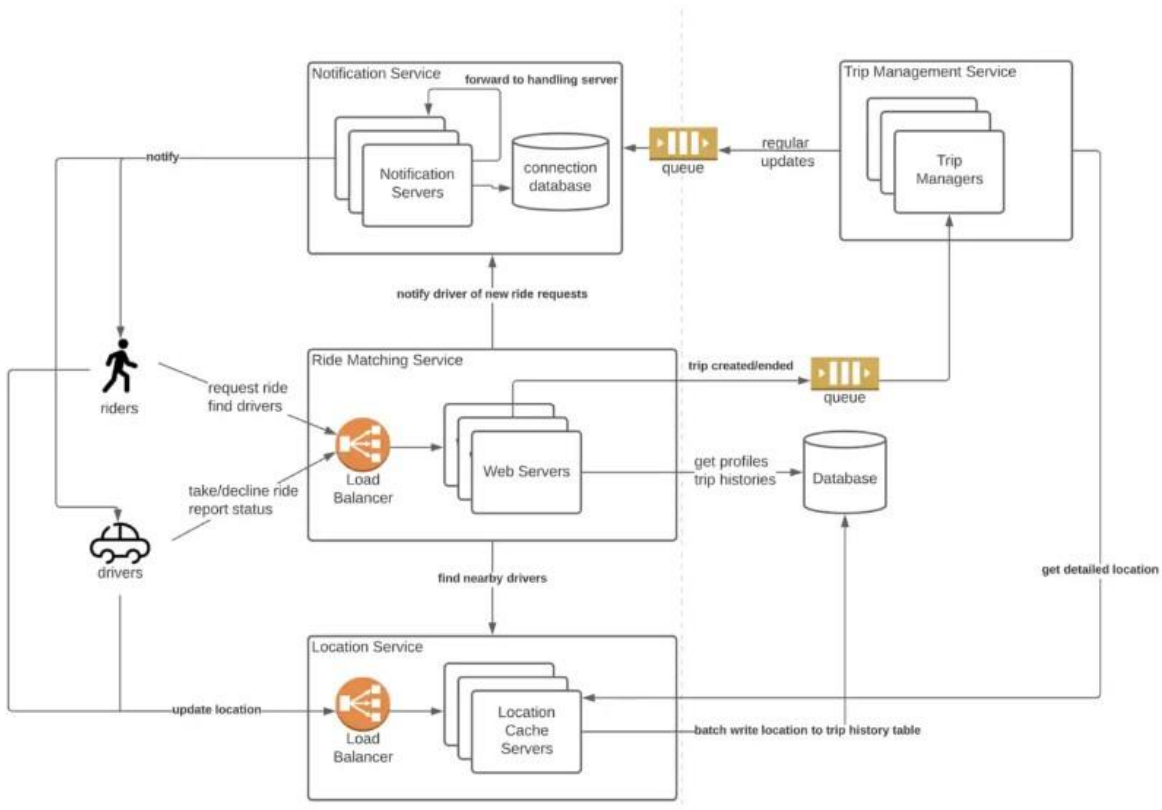 Notification Service
forward to handling server
Notification
Servers
connection
database
notify
queue
regular
updates
Trip Management Service
Trip
Managers
notify driver of new ride requests
riders
request ride
find drivers
take/decline ride
report status
drivers
Ride Matching Service
Load
Balancer
Web Servers
trip created/ended
queue
get profiles
trip histories
Database
find nearby drivers
get detailed location
Location Service
update location
Load
Balancer
Location
Cache
Servers
batch write location to trip history table